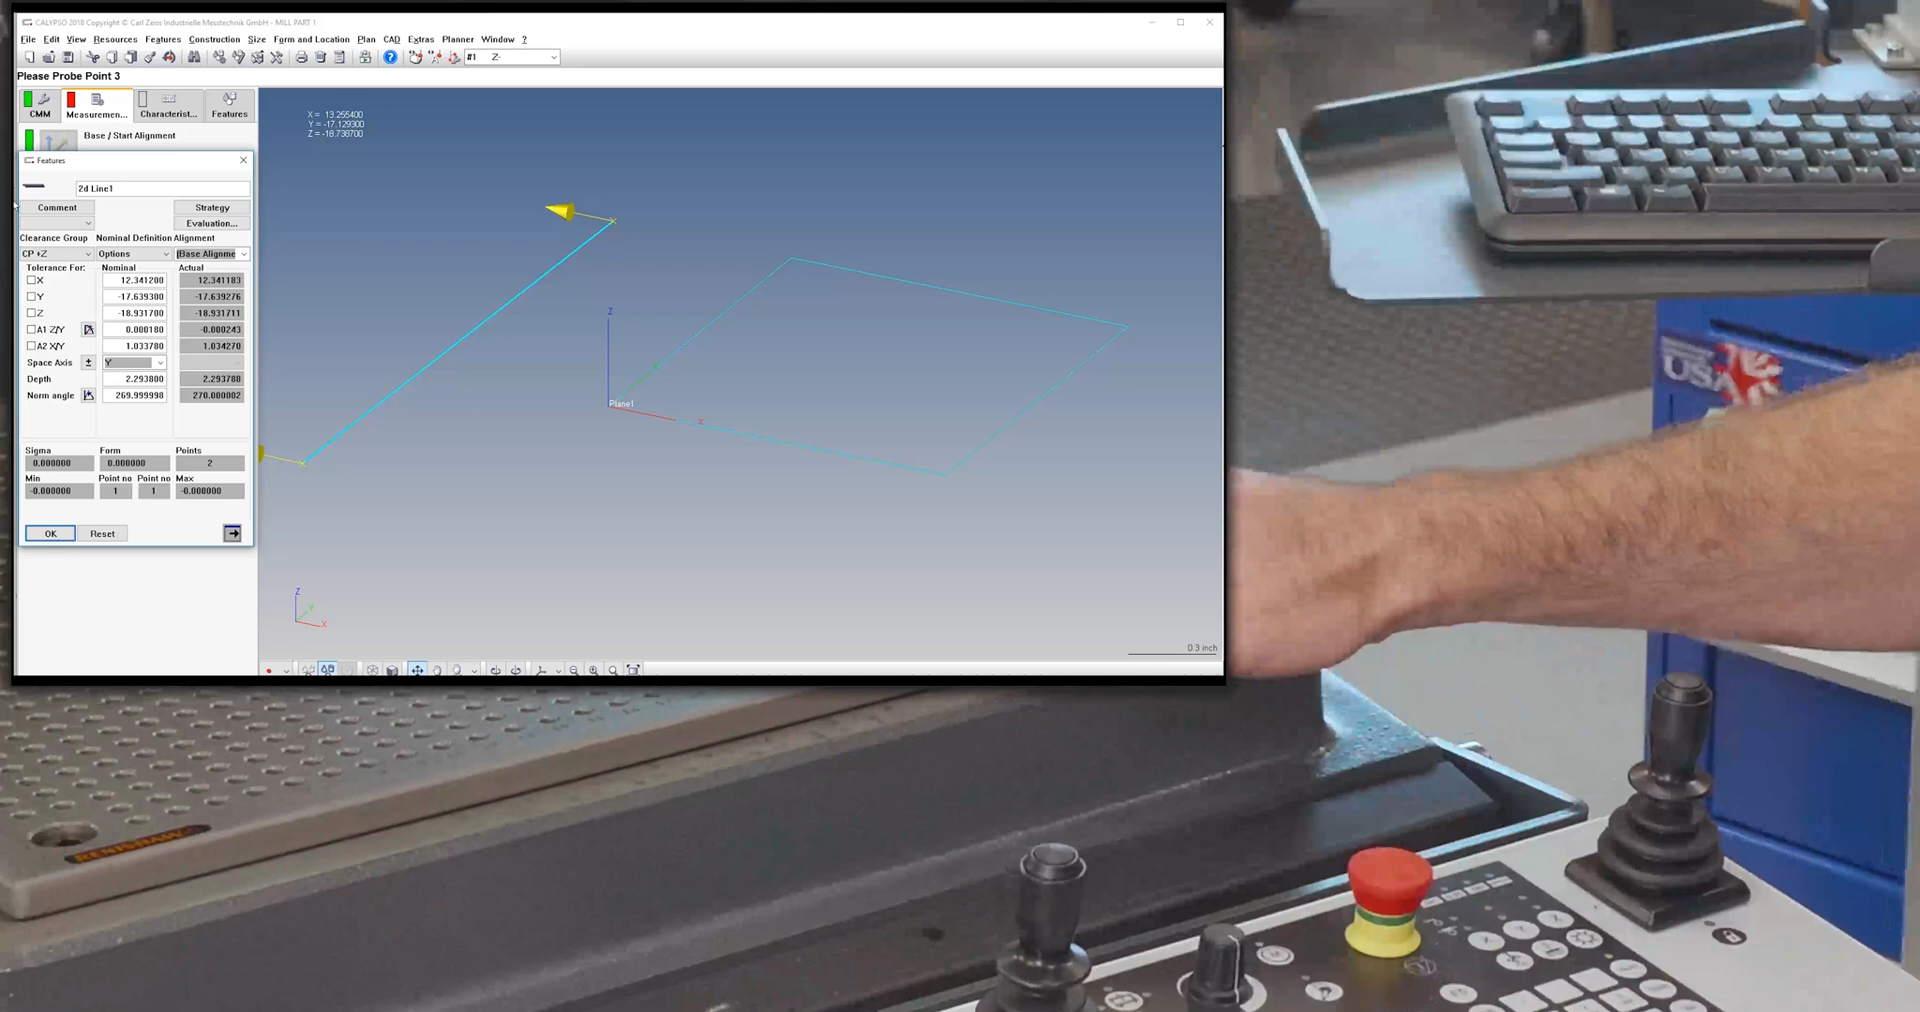 CALYPSO 2018 Copyright © Carl Zeiss Industrielle Messtechnik GmbH - MILL PART 1
File Edit View Resources Features Construction Size Form and Location Plan CAD Extras Planner Window ?
#1 Z-
Please Probe Point 3
CMM Measuremen... Characterist... Features
Base / Start Alignment
Features
2d Line1
Comment Strategy
Evaluation...
Clearance Group Nominal Definition Alignment
CP +Z Options (Base Alignme
Tolerance For: Nominal Actual
X 12.341200 12.341183
Y -17.639300 -17.639276
Z -18.931700 -18.931711
A1 Z/Y 0.000180 -0.000243
A2 X/Y 1.033780 1.034270
Space Axis ± Y
Depth 2.293800 2.293788
Norm angle 269.999998 270.000002
Sigma Form Points
0.000000 0.000000 2
Min Point no Point no Max
-0.000000 1 1 -0.000000
OK Reset
X = 13.255400
Y = -17.129300
Z = -18.738700
Z
Plane1
X
Z
Y
X
0.3 inch
USA
RENISHAW